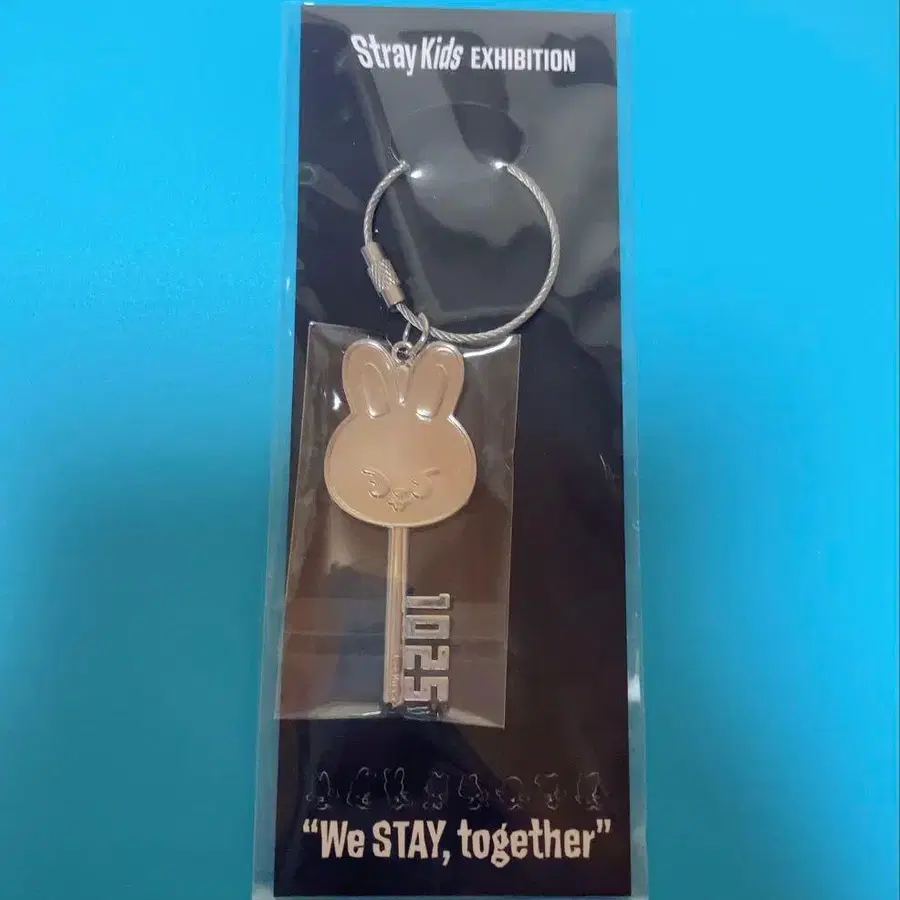 Stray Kids EXHIBITION
1025
"We STAY, together"